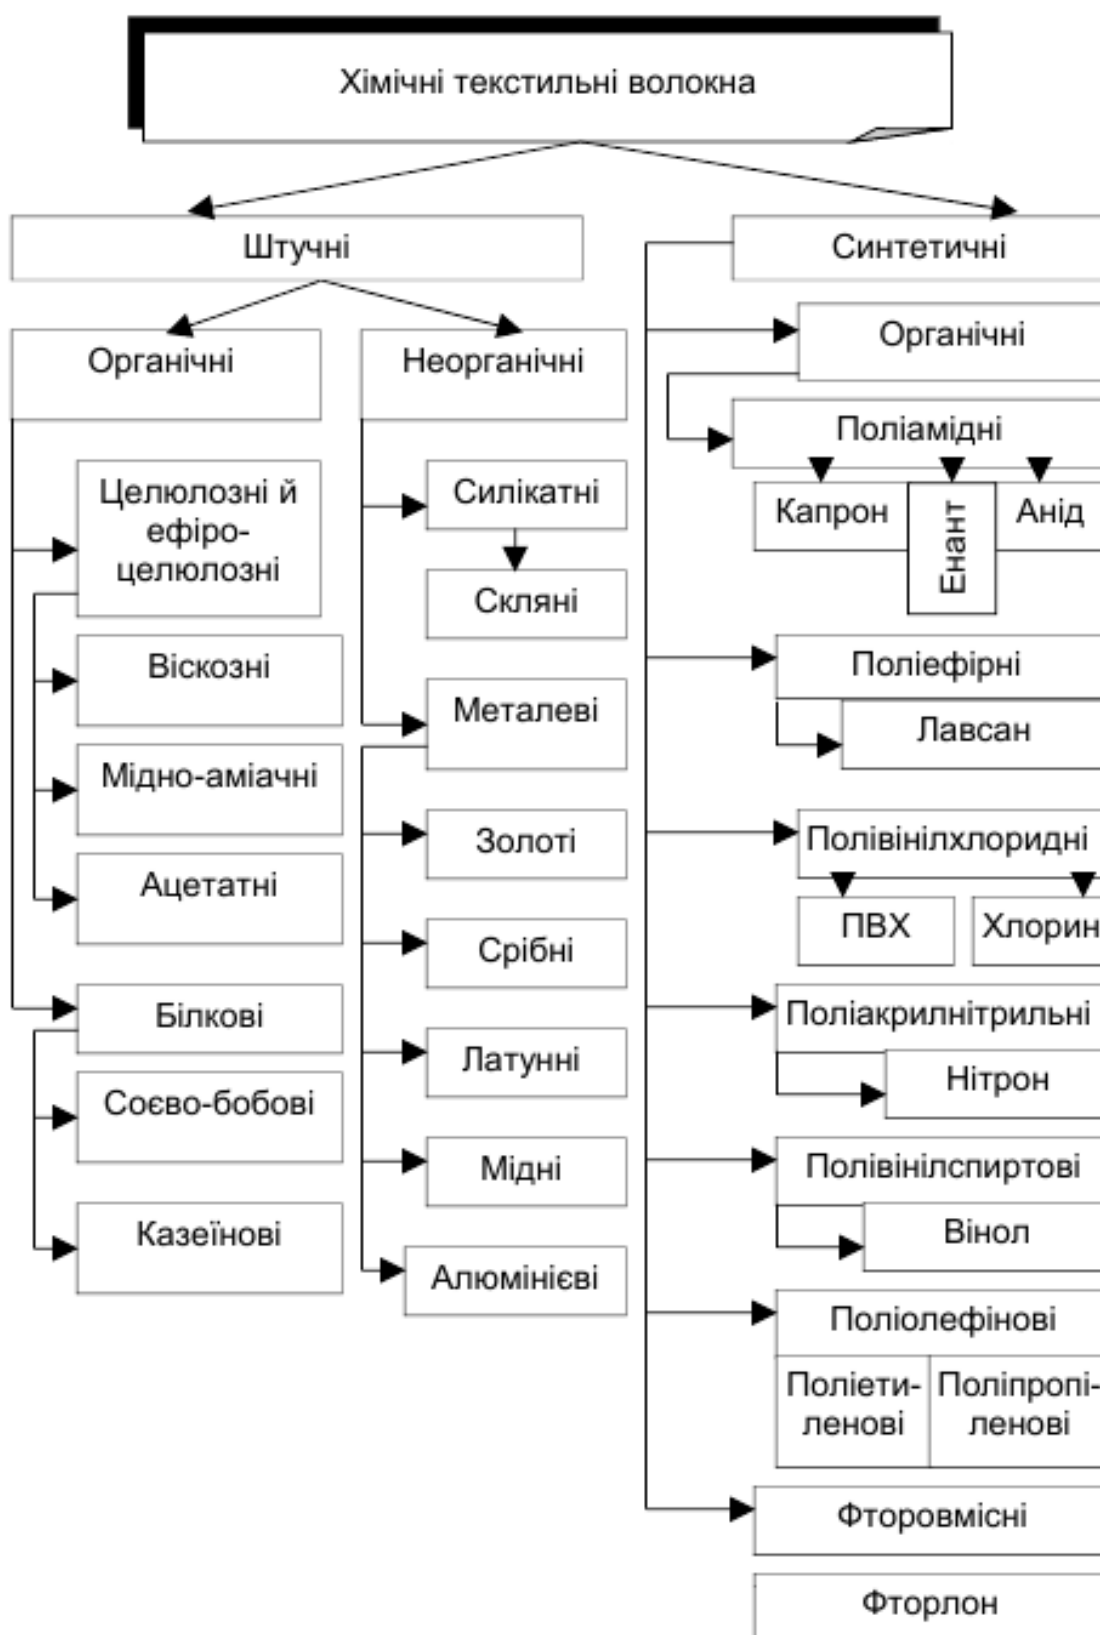 Хімічні текстильні волокна
Штучні
Синтетичні
Органічні
Неорганічні
Органічні
Целюлозні й
ефіро-
целюлозні
Віскозні
Мідно-аміачні
Ацетатні
Білкові
Соєво-бобові
Казеїнові
Силікатні
Скляні
Металеві
Золоті
Срібні
Латунні
Мідні
Алюмінієві
Поліамідні
Капрон
Енант
Анід
Поліефірні
Лавсан
Полівінілхлоридні
ПВХ
Хлорин
Поліакрилнітрильні
Нітрон
Полівінілспиртові
Вінол
Поліолефінові
Поліети-
ленові
Поліпропі-
ленові
Фторовмісні
Фторлон